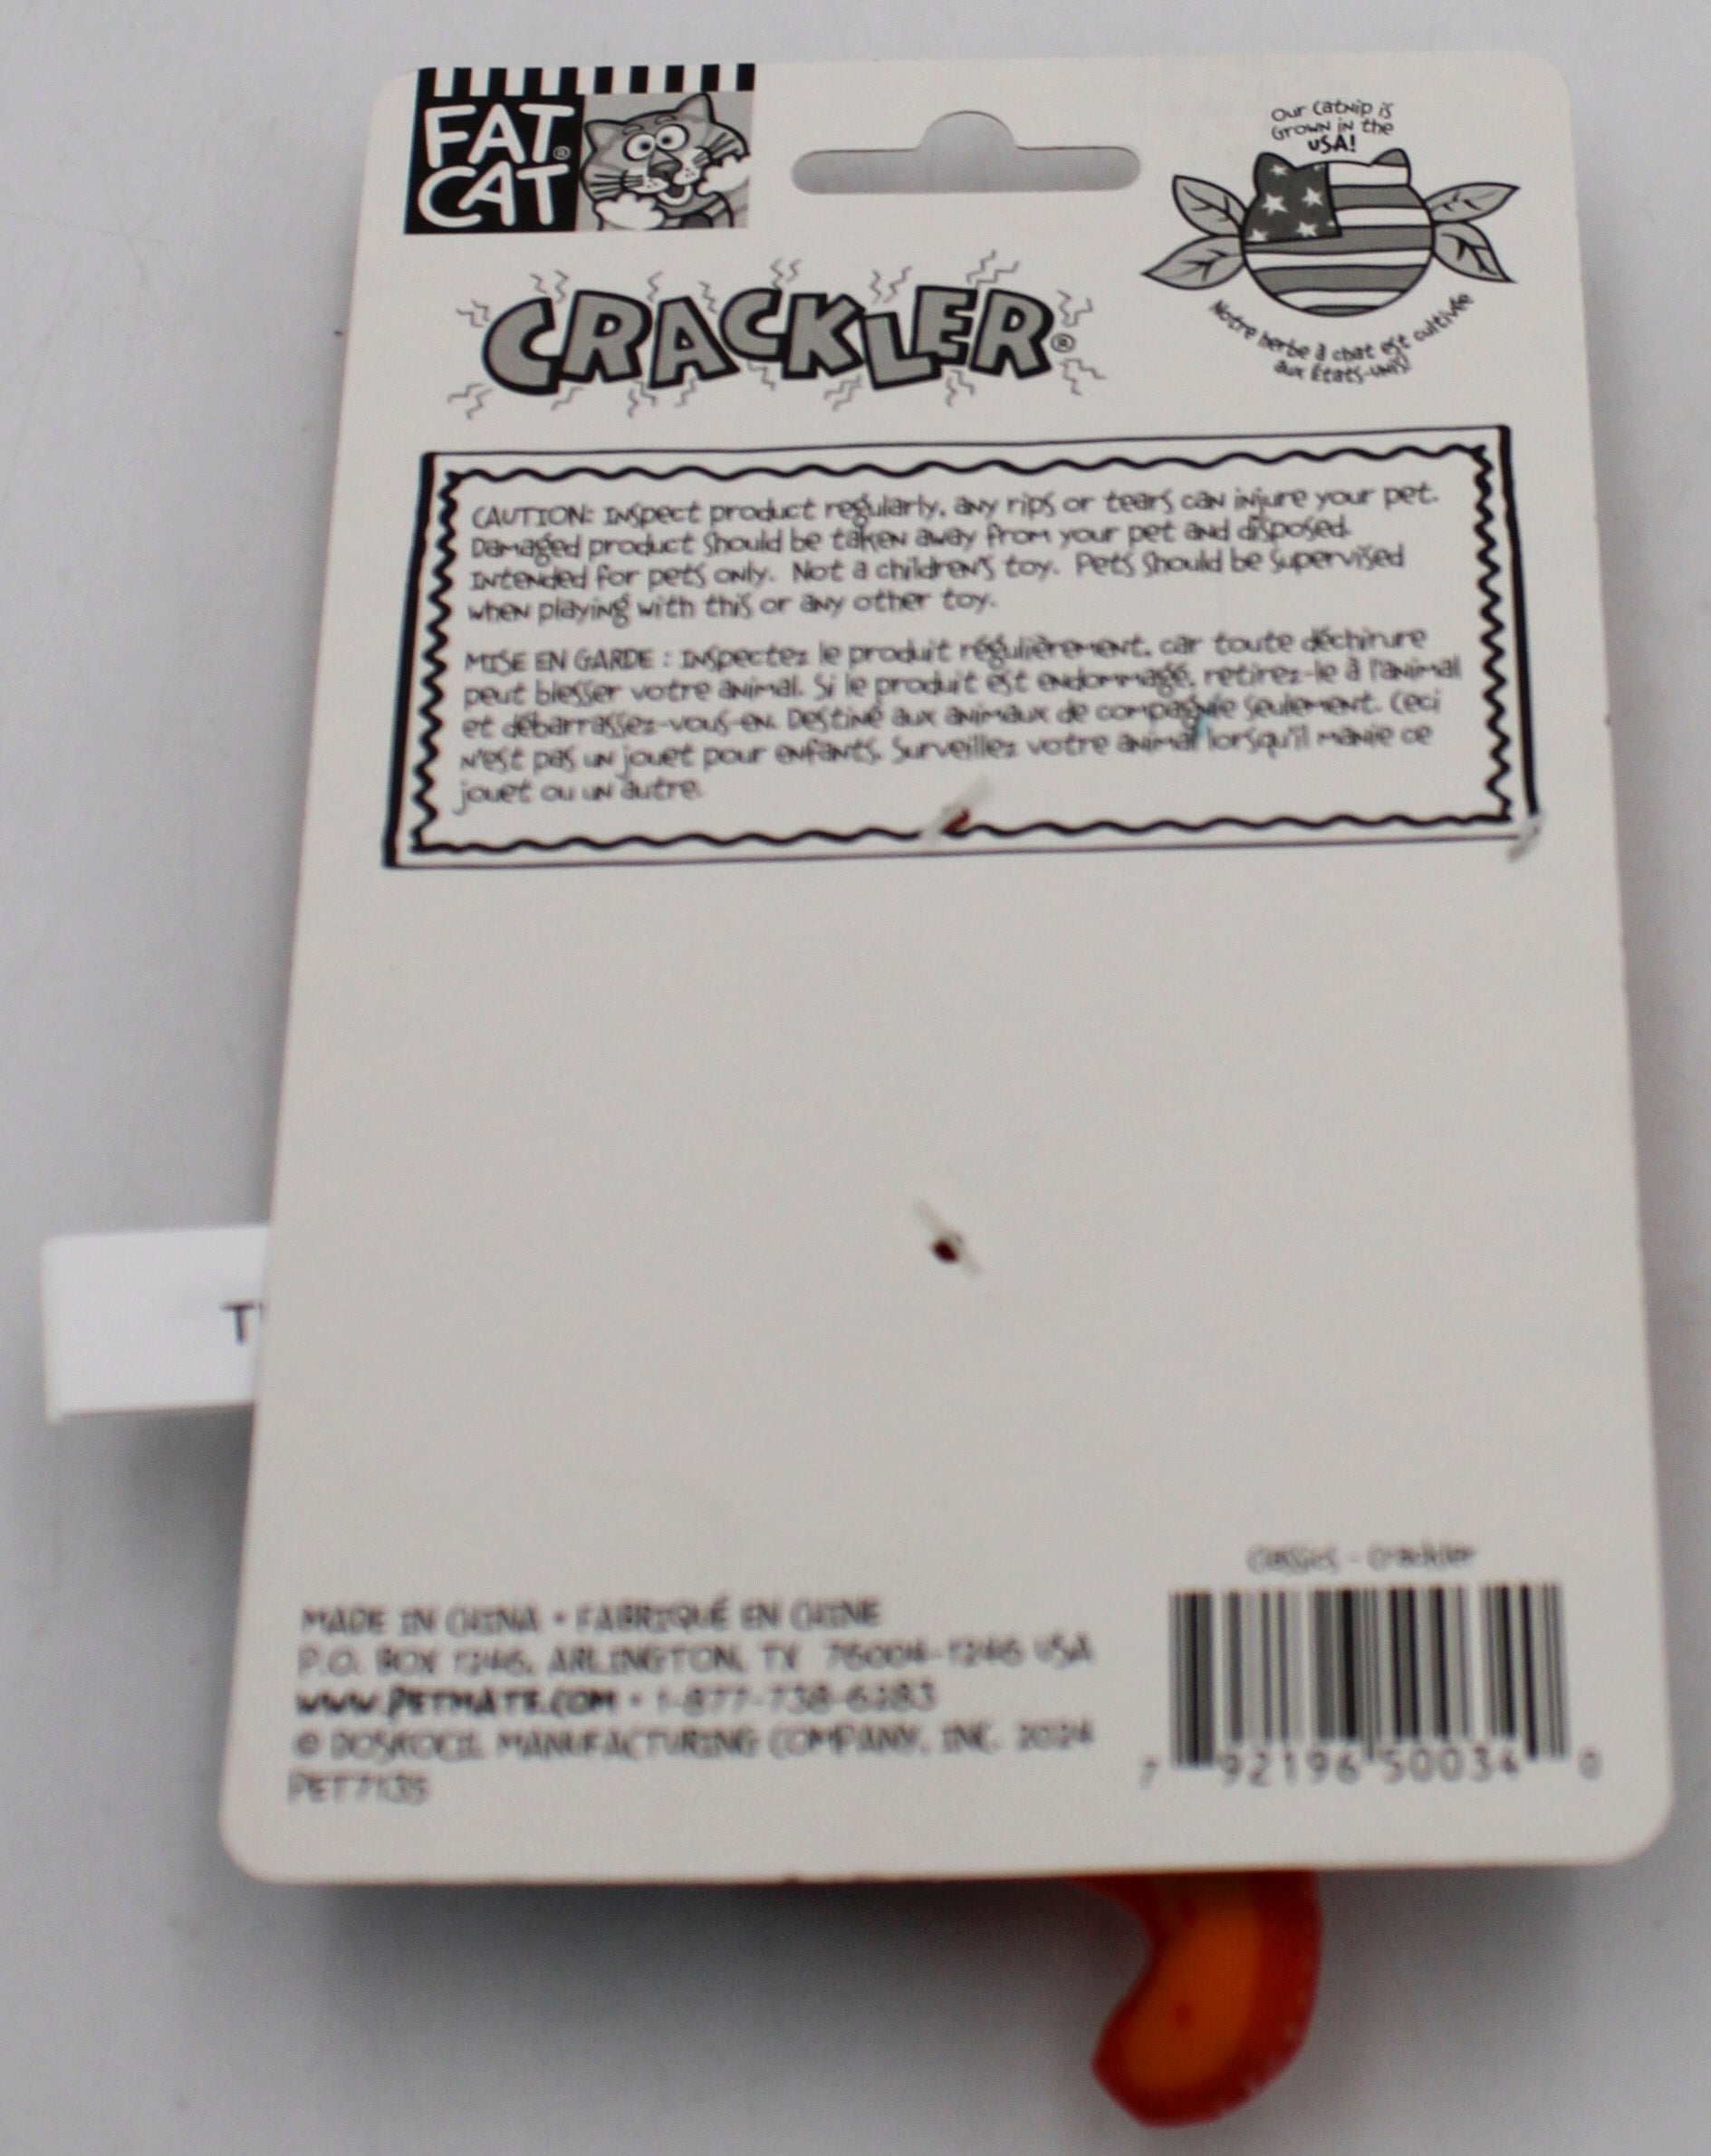 FAT
CAT®
Our Catnip is
Grown in the
USA!
CRACKLER®
Notre herbe à chat est cultivée
aux États-Unis!
CAUTION: Inspect product regularly, any rips or tears can injure your pet.
Damaged product should be taken away from your pet and disposed.
Intended for pets only. Not a children's toy. Pets should be supervised
when playing with this or any other toy.
MISE EN GARDE : Inspectez le produit régulièrement, car toute déchirure
peut blesser votre animal. Si le produit est endommagé, retirez-le à l'animal
et débarrassez-vous-en. Destiné aux animaux de compagnie seulement. Ceci
n'est pas un jouet pour enfants. Surveillez votre animal lorsqu'il manie ce
jouet ou un autre.
Classics - Crackler
MADE IN CHINA • FABRIQUÉ EN CHINE
P.O. BOX 1246, ARLINGTON, TX 76004-1246 USA
WWW.PETMATE.COM • 1-877-738-6283
© DOSKOCIL MANUFACTURING COMPANY, INC. 2024
PET7135
7 92196 50034 0